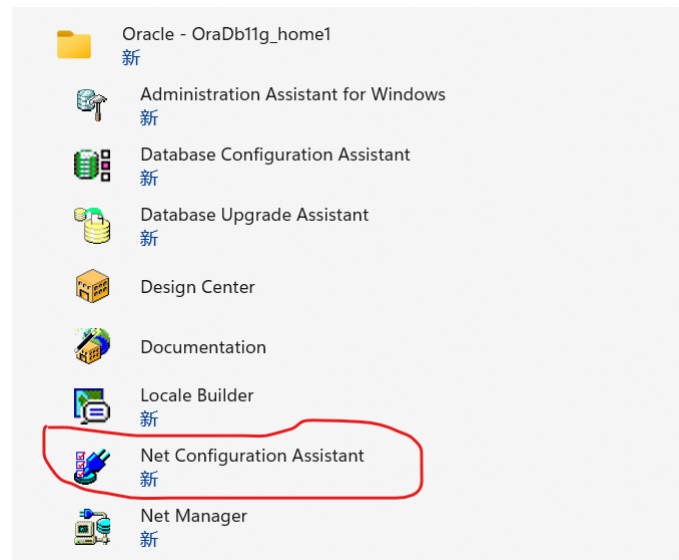 Oracle - OraDb11g_home1
新
Administration Assistant for Windows
新
Database Configuration Assistant
新
Database Upgrade Assistant
新
Design Center
Documentation
Locale Builder
新
Net Configuration Assistant
新
Net Manager
新